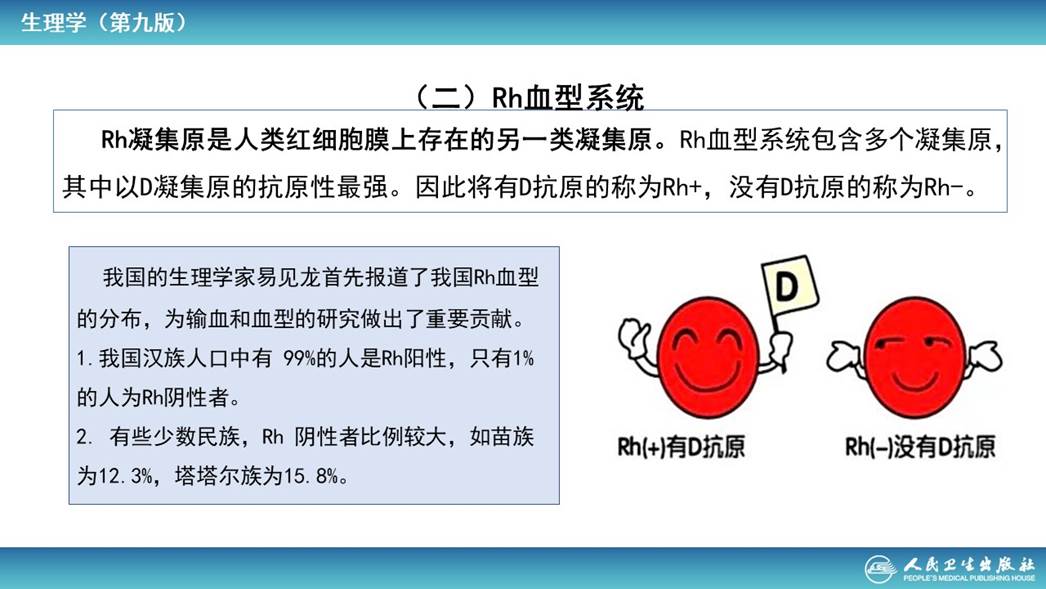 生理学（第九版）
（二）Rh血型系统
Rh凝集原是人类红细胞膜上存在的另一类凝集原。Rh血型系统包含多个凝集原，
其中以D凝集原的抗原性最强。因此将有D抗原的称为Rh+，没有D抗原的称为Rh-。
我国的生理学家易见龙首先报道了我国Rh血型
的分布，为输血和血型的研究做出了重要贡献。
1.我国汉族人口中有 99%的人是Rh阳性，只有1%
的人为Rh阴性者。
2. 有些少数民族，Rh 阴性者比例较大，如苗族
为12.3%，塔塔尔族为15.8%。
D
Rh(+)有D抗原
Rh(-)没有D抗原
人民卫生出版社
PEOPLE'S MEDICAL PUBLISHING HOUSE